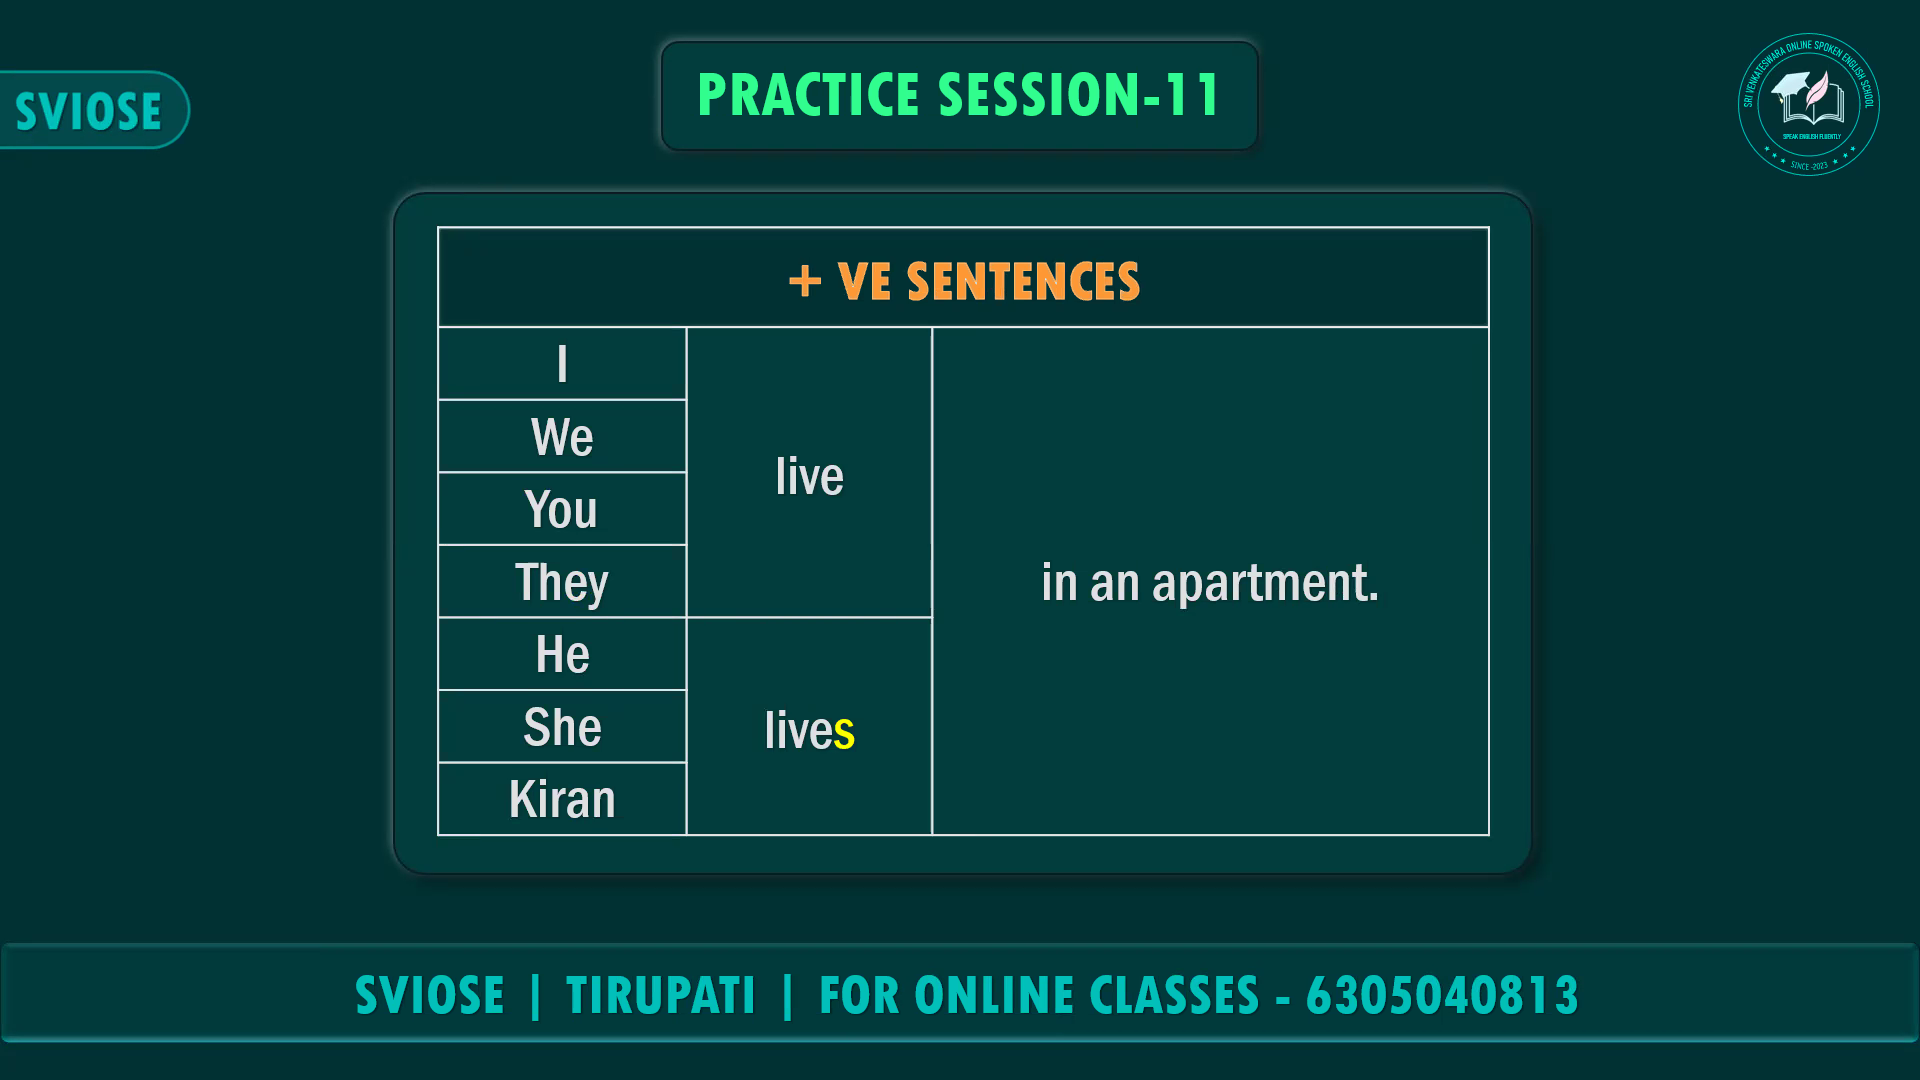 PRACTICE SESSION-11
SVIOSE
SRI VENKATESWARA ONLINE SPOKEN ENGLISH SCHOOL
SPEAK ENGLISH FLUENTLY
SINCE -2023
+ VE SENTENCES
I
We
You
They
live
in an apartment.
He
She
Kiran
lives
SVIOSE | TIRUPATI | FOR ONLINE CLASSES - 6305040813